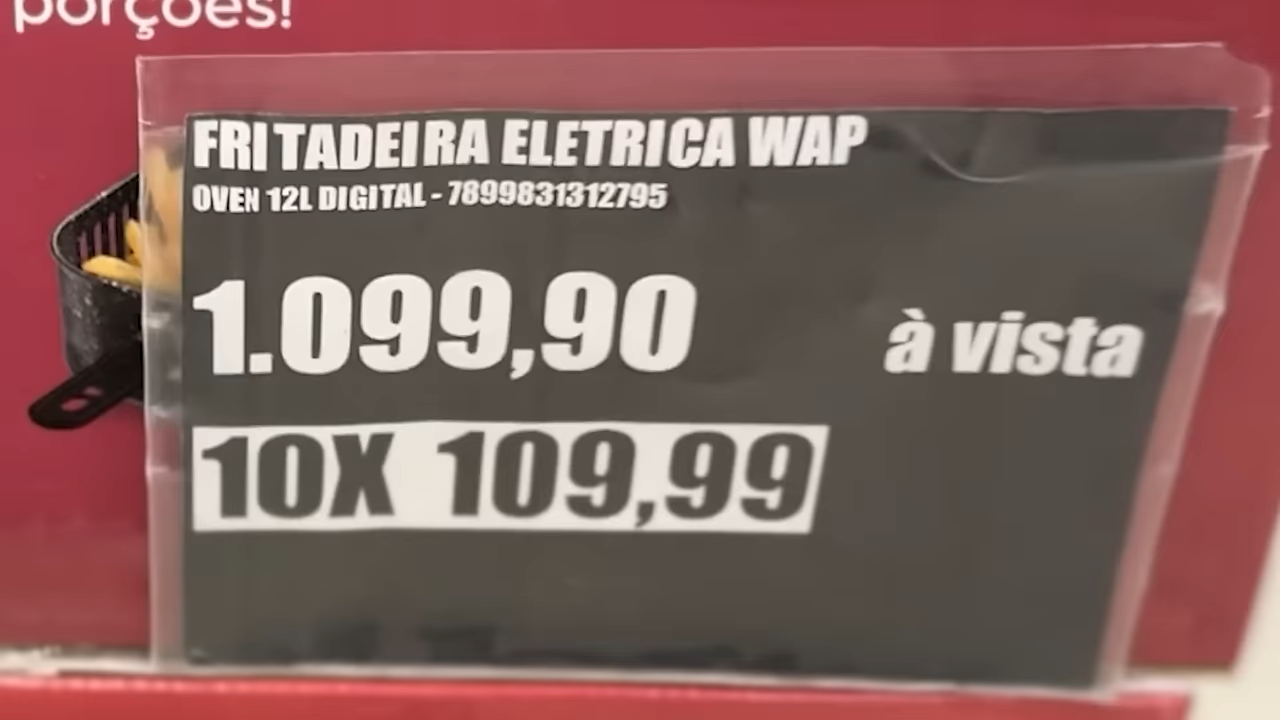 porções!
FRITADEIRA ELETRICA WAP
OVEN 12L DIGITAL - 7899831312795
1.099,90 à vista
10X 109,99